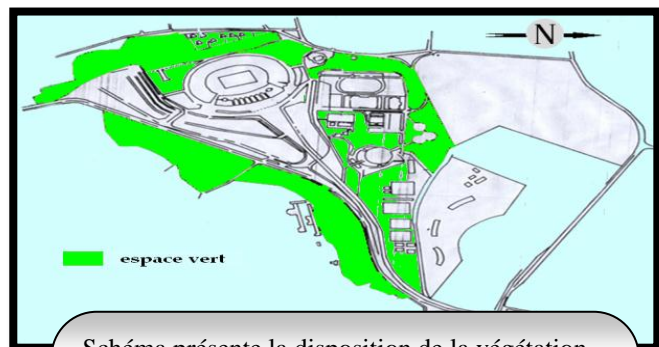 N
espace vert
Schéma présente la disposition de la végétation